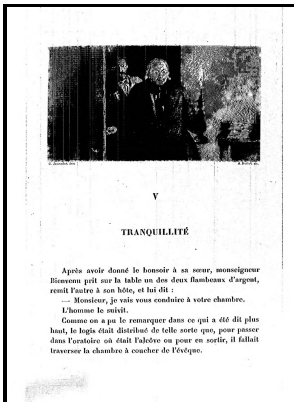 V
TRANQUILLITÉ
Après avoir donné le bonsoir à sa sœur, monseigneur
Bienvenu prit sur la table un des deux flambeaux d'argent,
remit l'autre à son hôte, et lui dit :
— Monsieur, je vais vous conduire à votre chambre.
L'homme le suivit.
Comme on a pu le remarquer dans ce qui a été dit plus
haut, le logis était distribué de telle sorte que, pour passer
dans l'oratoire où était l'alcôve ou pour en sortir, il fallait
traverser la chambre à coucher de l'évêque.